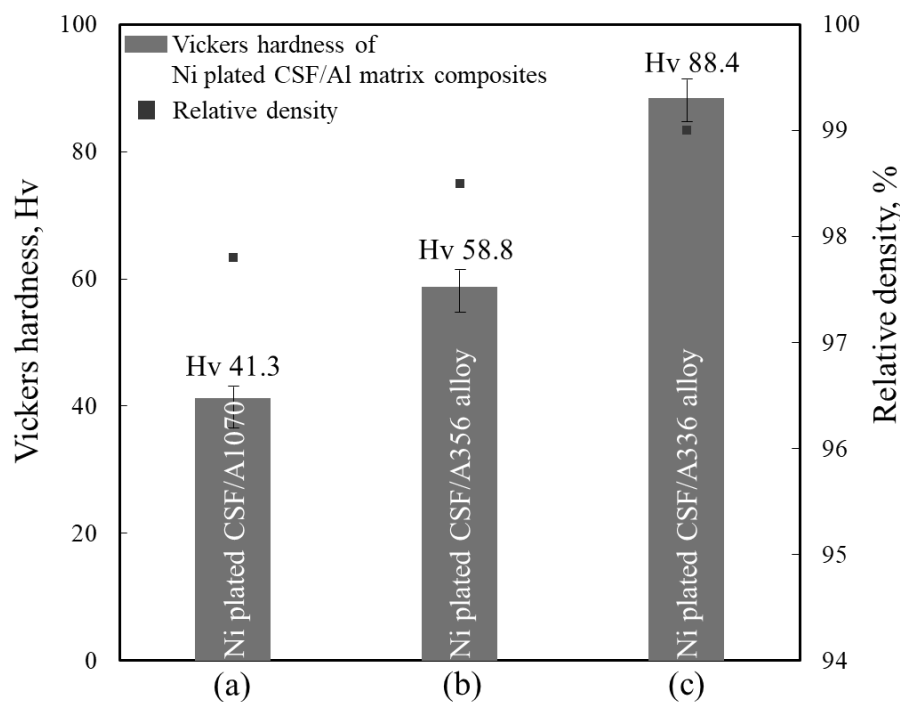 Vickers hardness of
Ni plated CSF/Al matrix composites
Relative density
Vickers hardness, Hv
100
80
60
40
20
0
Hv 41.3
Hv 58.8
Hv 88.4
Ni plated CSF/A1070
Ni plated CSF/A356 alloy
Ni plated CSF/A336 alloy
(a)
(b)
(c)
100
99
98
97
96
95
94
Relative density, %